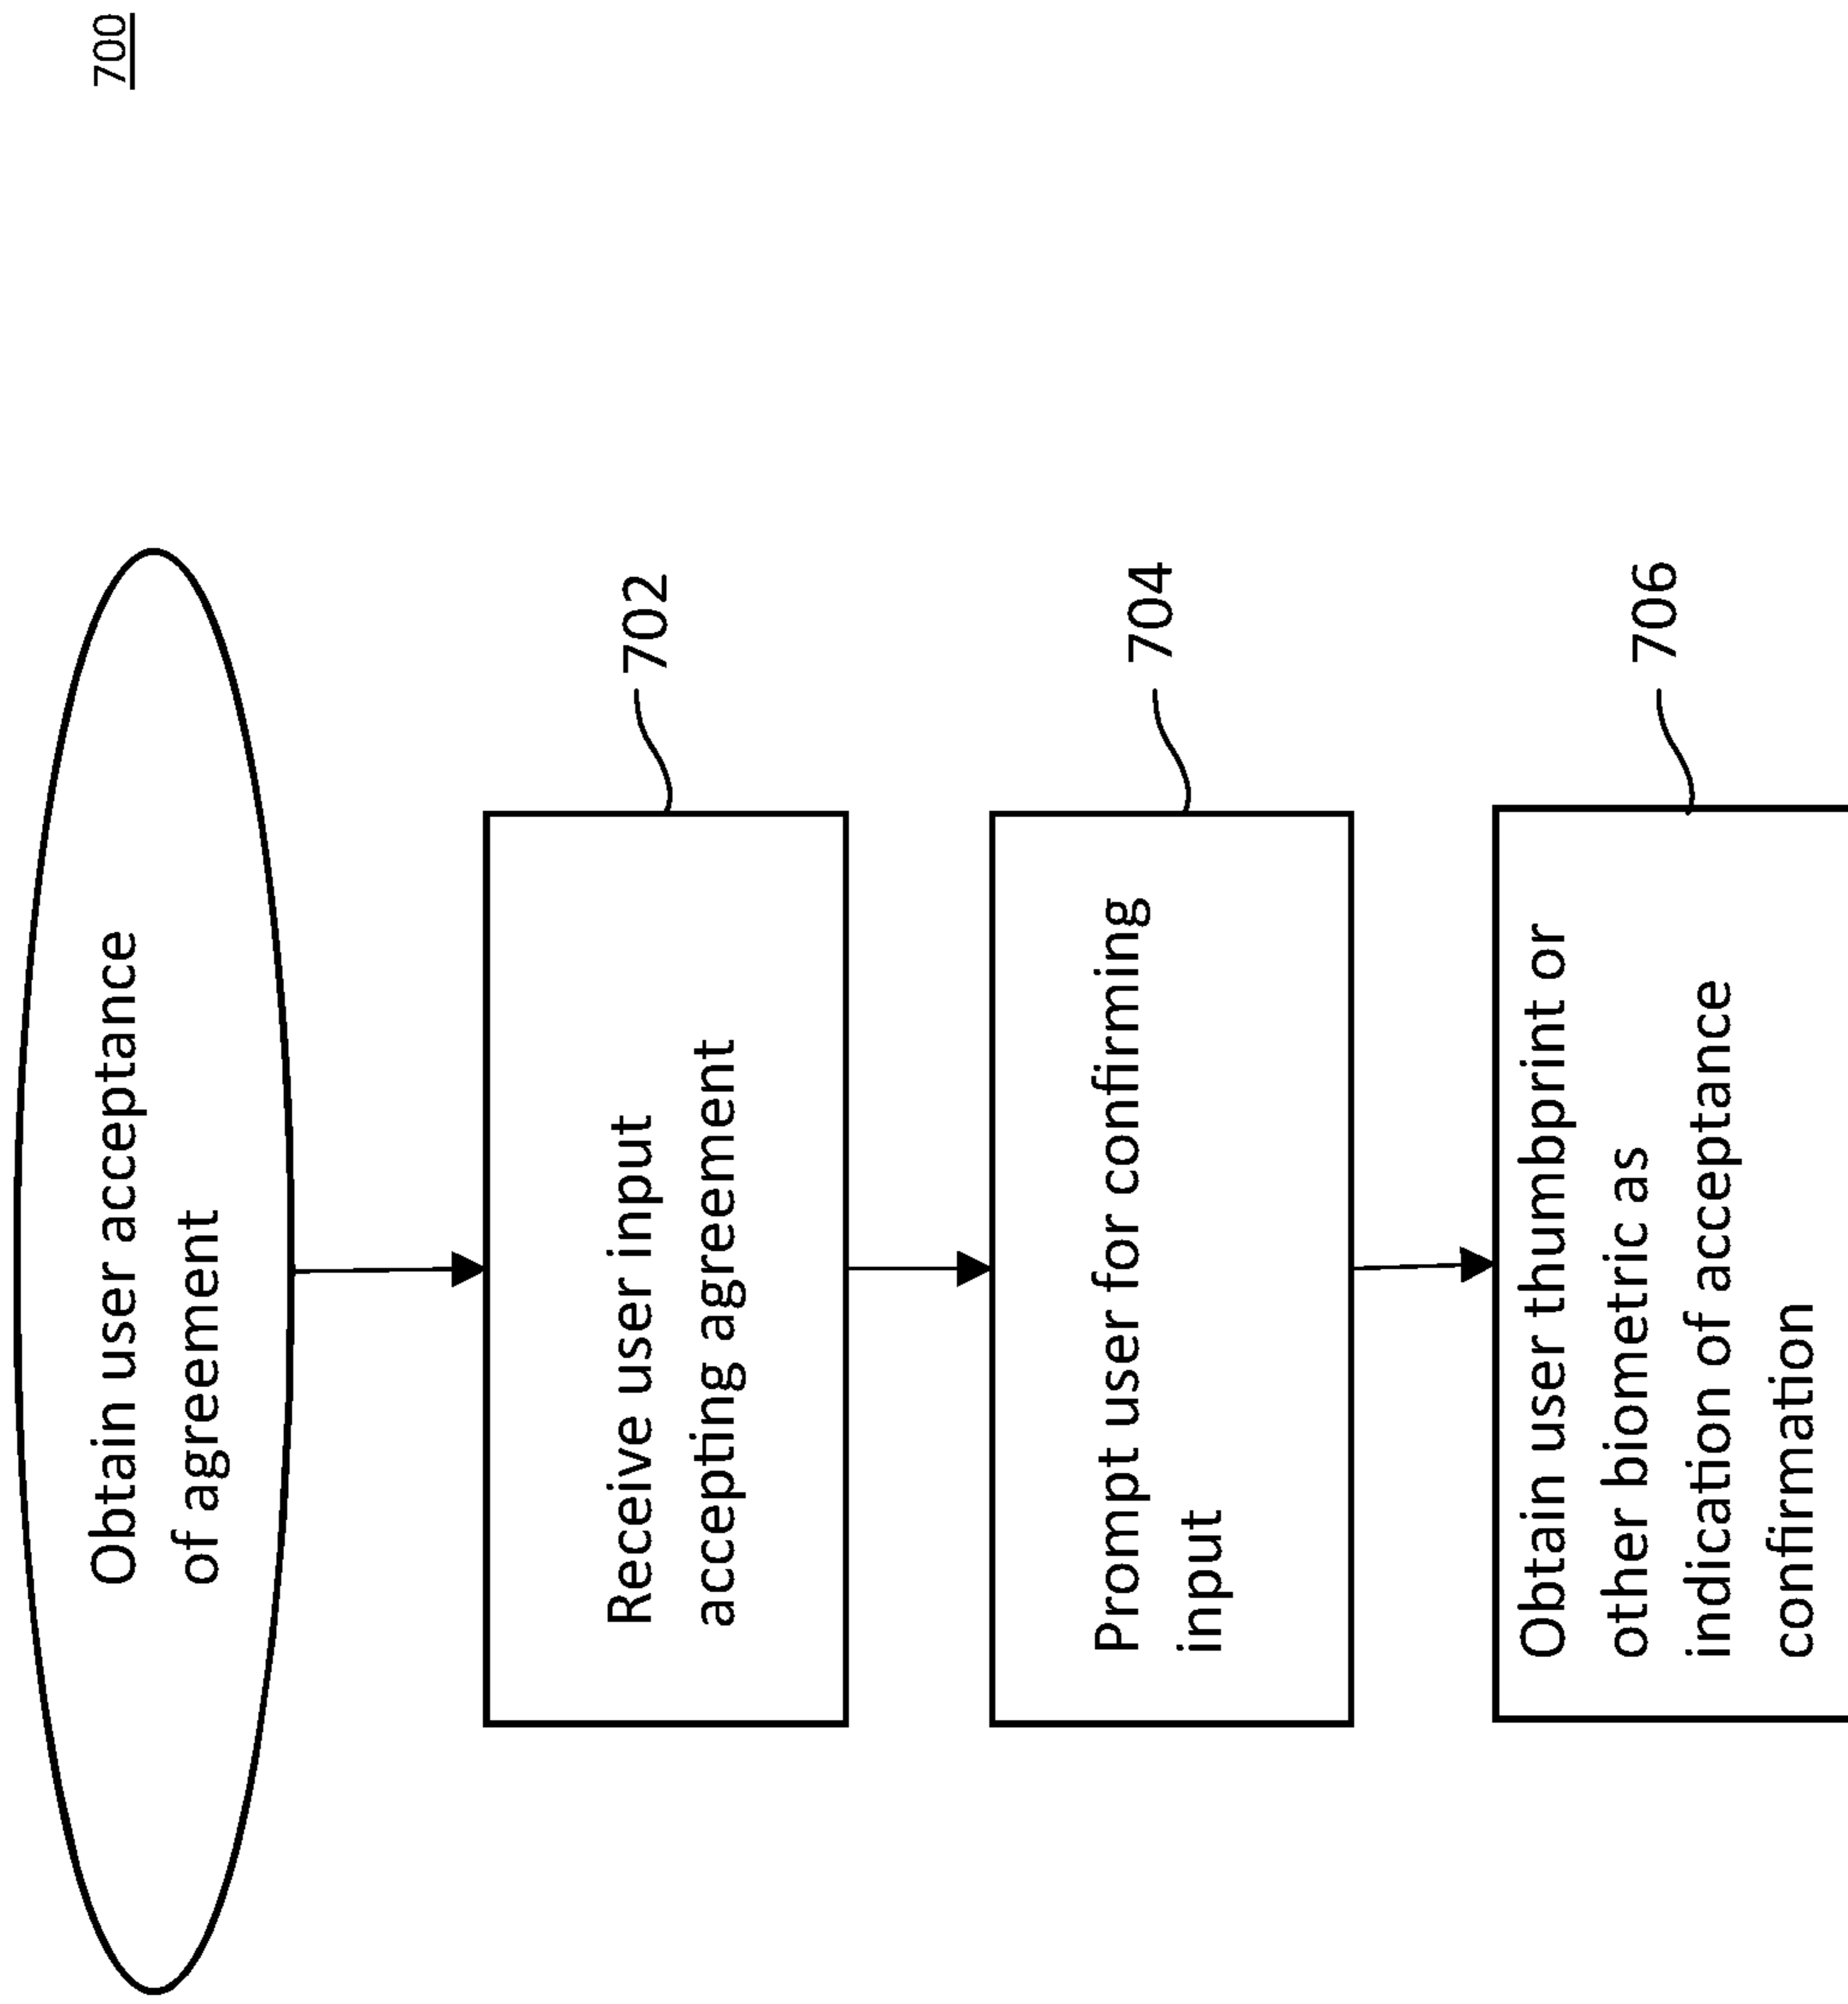 700
Obtain user acceptance
of agreement
702
Receive user input
accepting agreement
704
Prompt user for confirming
input
706
Obtain user thumbprint or
other biometric as
indication of acceptance
confirmation